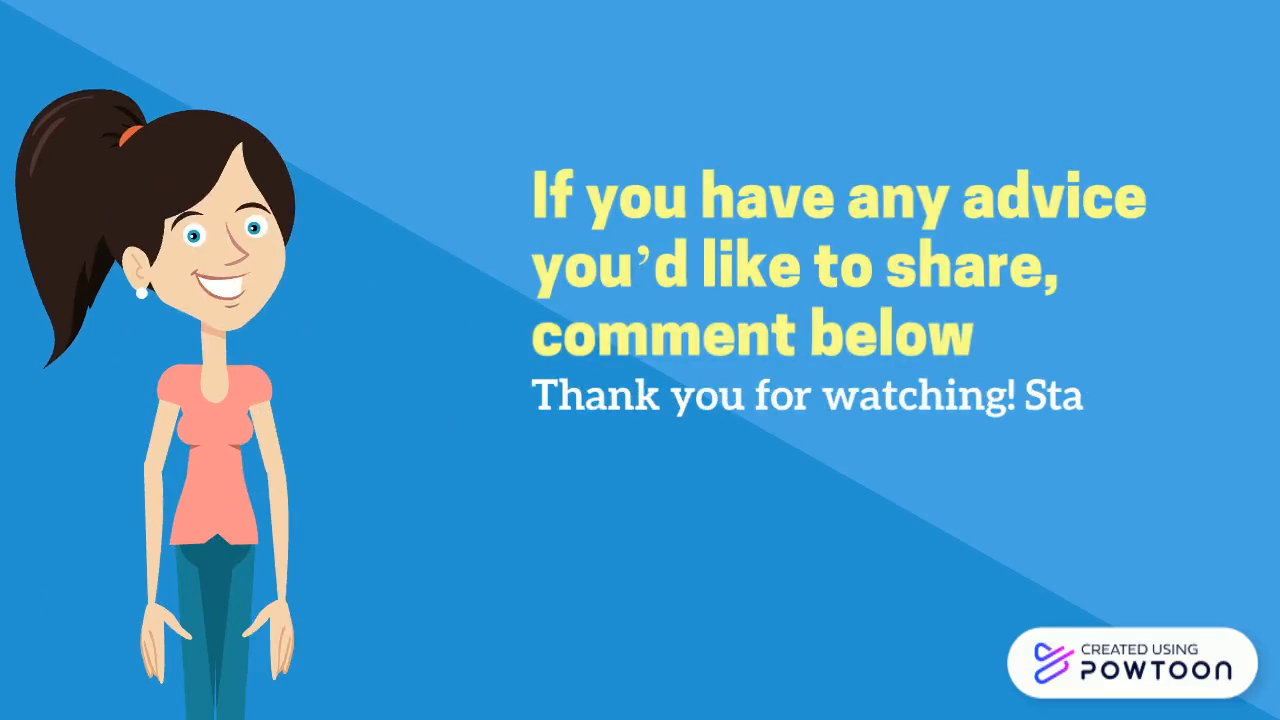 If you have any advice
you’d like to share,
comment below
Thank you for watching! Sta
CREATED USING
POWTOON